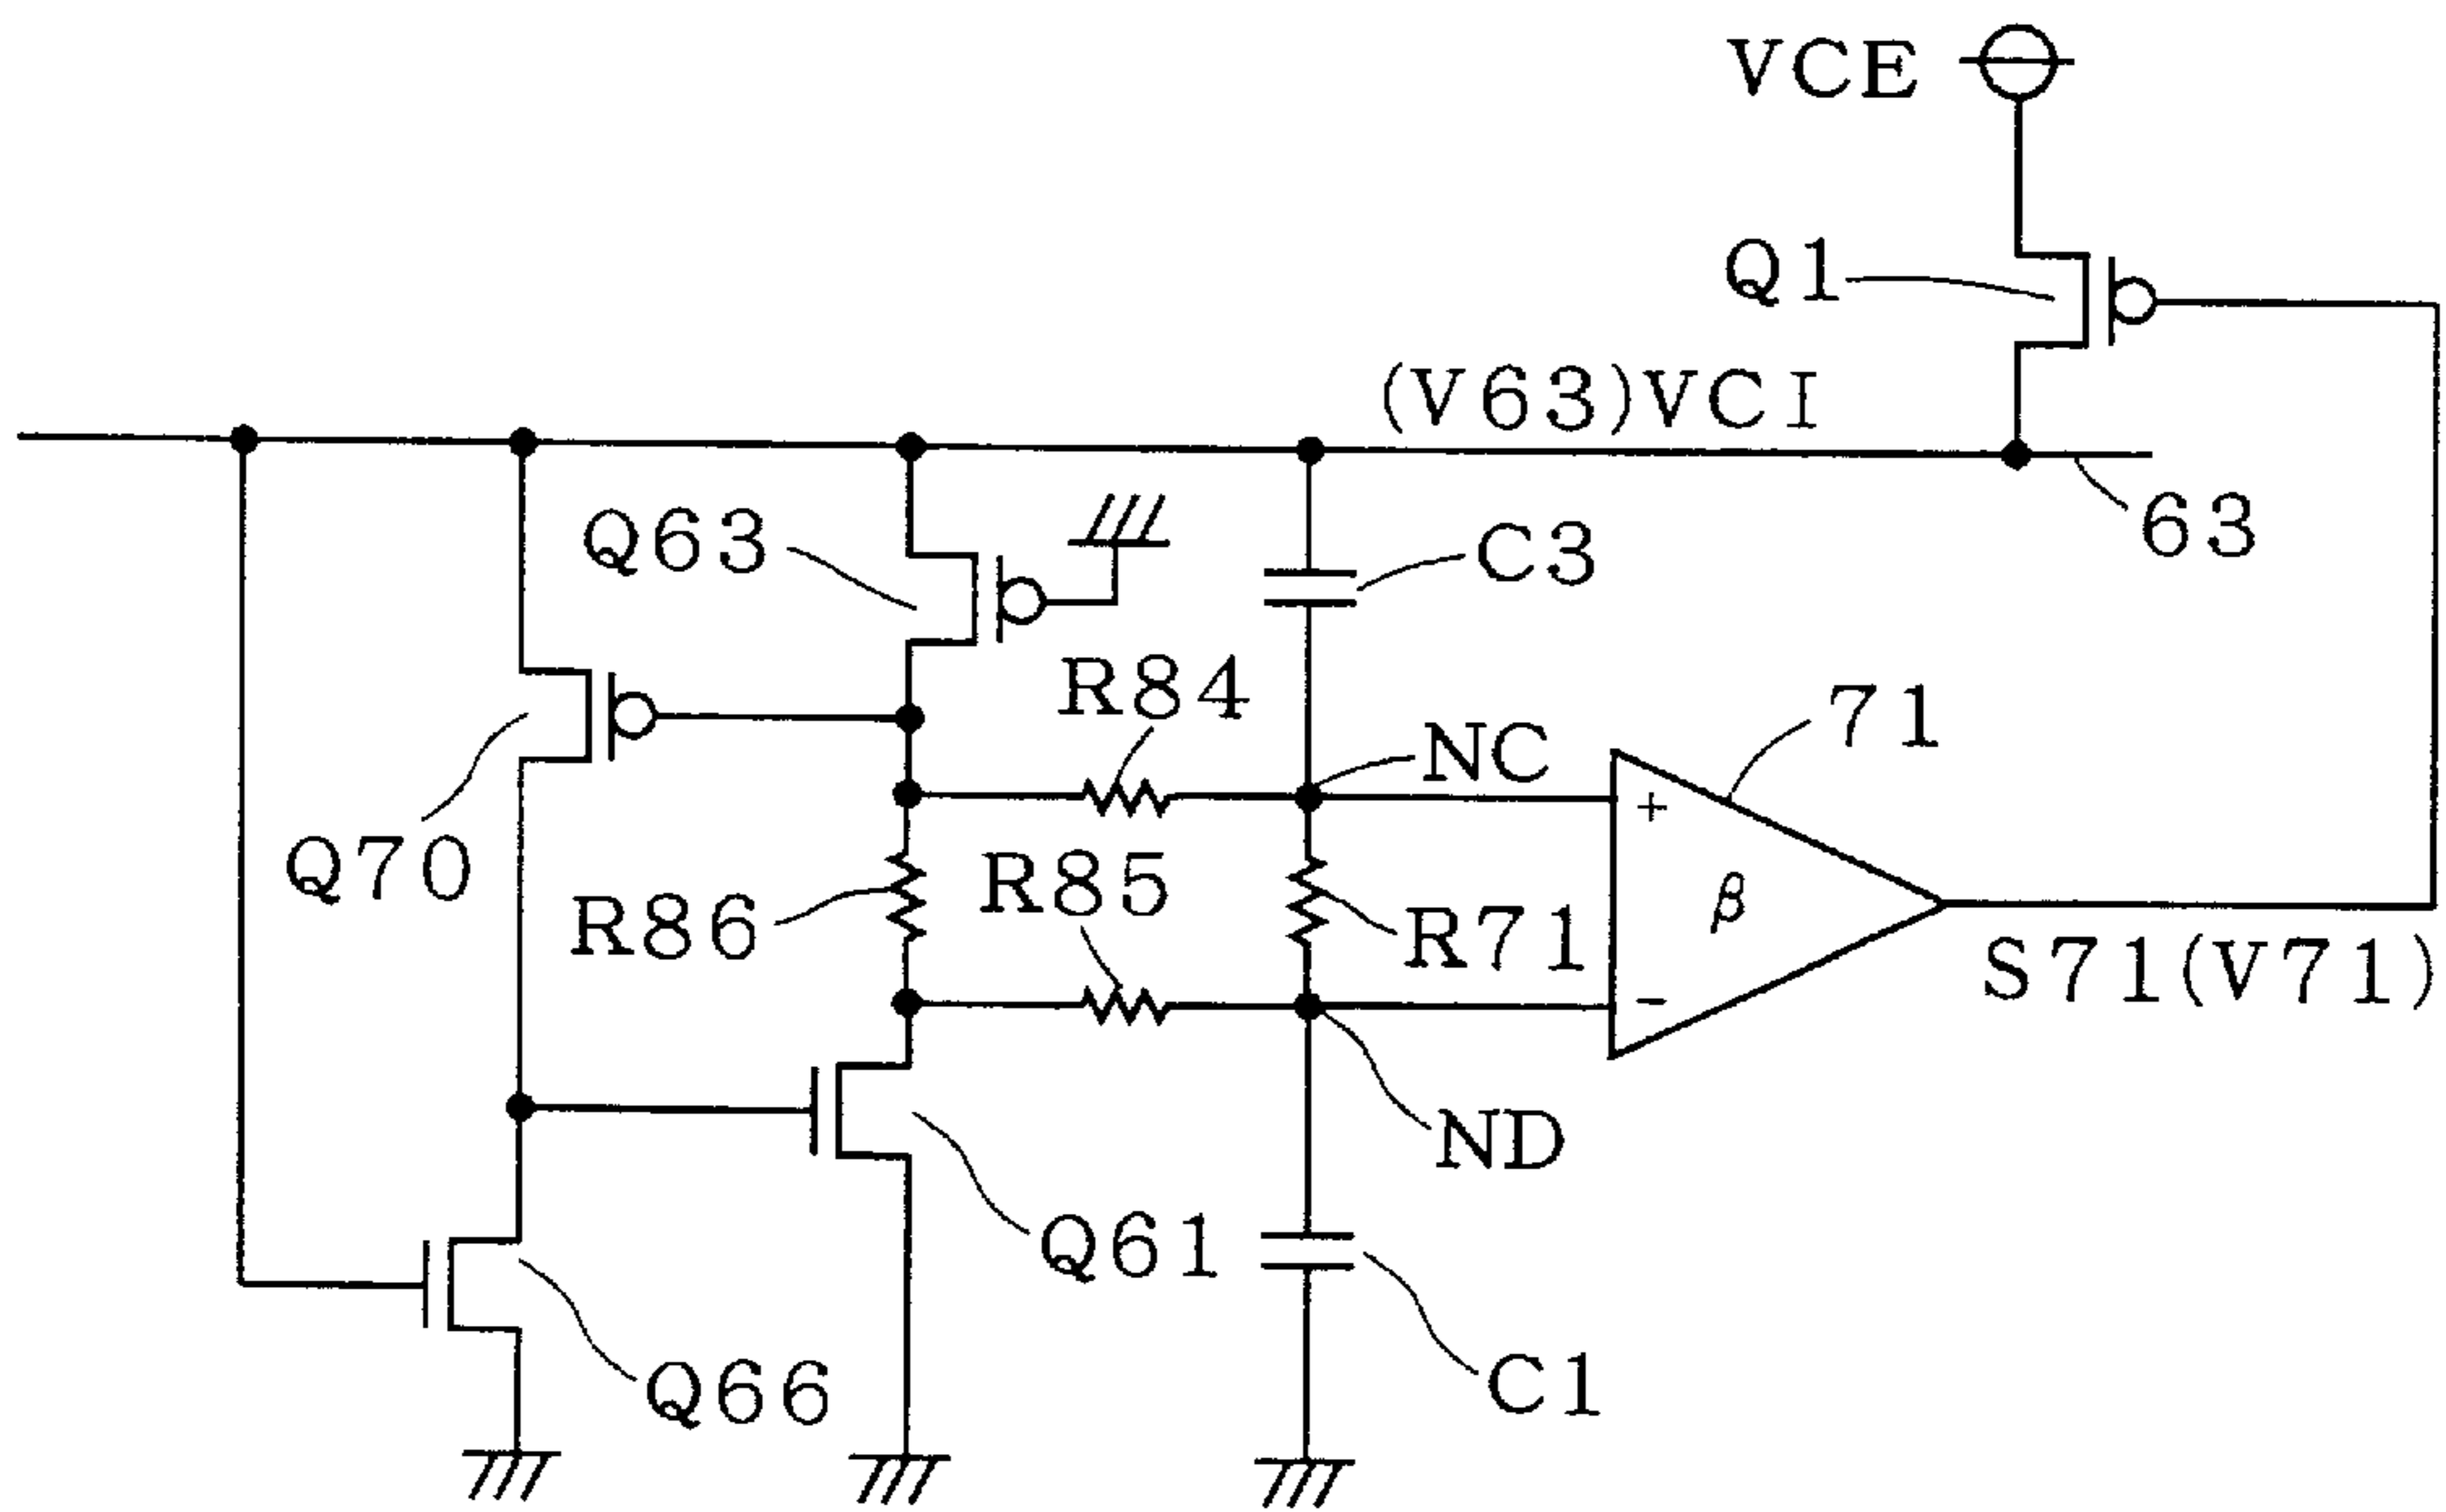 VCE
Q1
(V63)VCI
63
Q63
C3
R84
NC
71
+
Q70
R86
R85
β
R71
-
S71(V71)
ND
Q61
Q66
C1